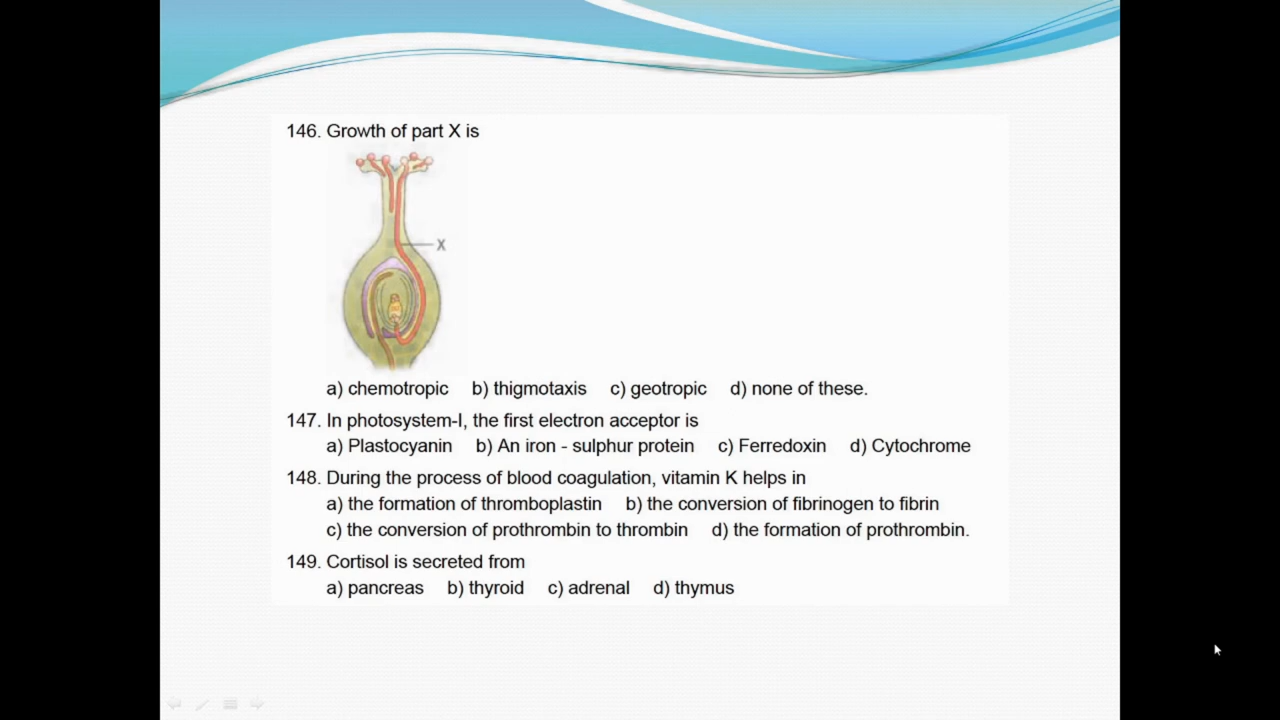 146. Growth of part X is
X
a) chemotropic b) thigmotaxis c) geotropic d) none of these.
147. In photosystem-I, the first electron acceptor is
a) Plastocyanin b) An iron - sulphur protein c) Ferredoxin d) Cytochrome
148. During the process of blood coagulation, vitamin K helps in
a) the formation of thromboplastin b) the conversion of fibrinogen to fibrin
c) the conversion of prothrombin to thrombin d) the formation of prothrombin.
149. Cortisol is secreted from
a) pancreas b) thyroid c) adrenal d) thymus